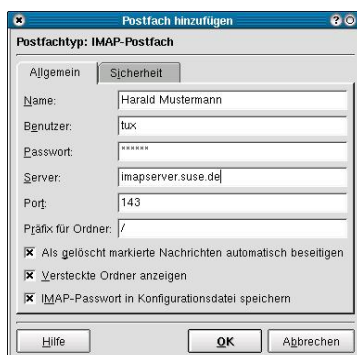 Postfach hinzufügen
Postfachtyp: IMAP-Postfach
Allgemein Sicherheit
Name: Harald Mustermann
Benutzer: tux
Passwort: ******
Server: imapserver.suse.de
Port: 143
Präfix für Ordner: /
Als gelöscht markierte Nachrichten automatisch beseitigen
Versteckte Ordner anzeigen
IMAP-Passwort in Konfigurationsdatei speichern
Hilfe OK Abbrechen